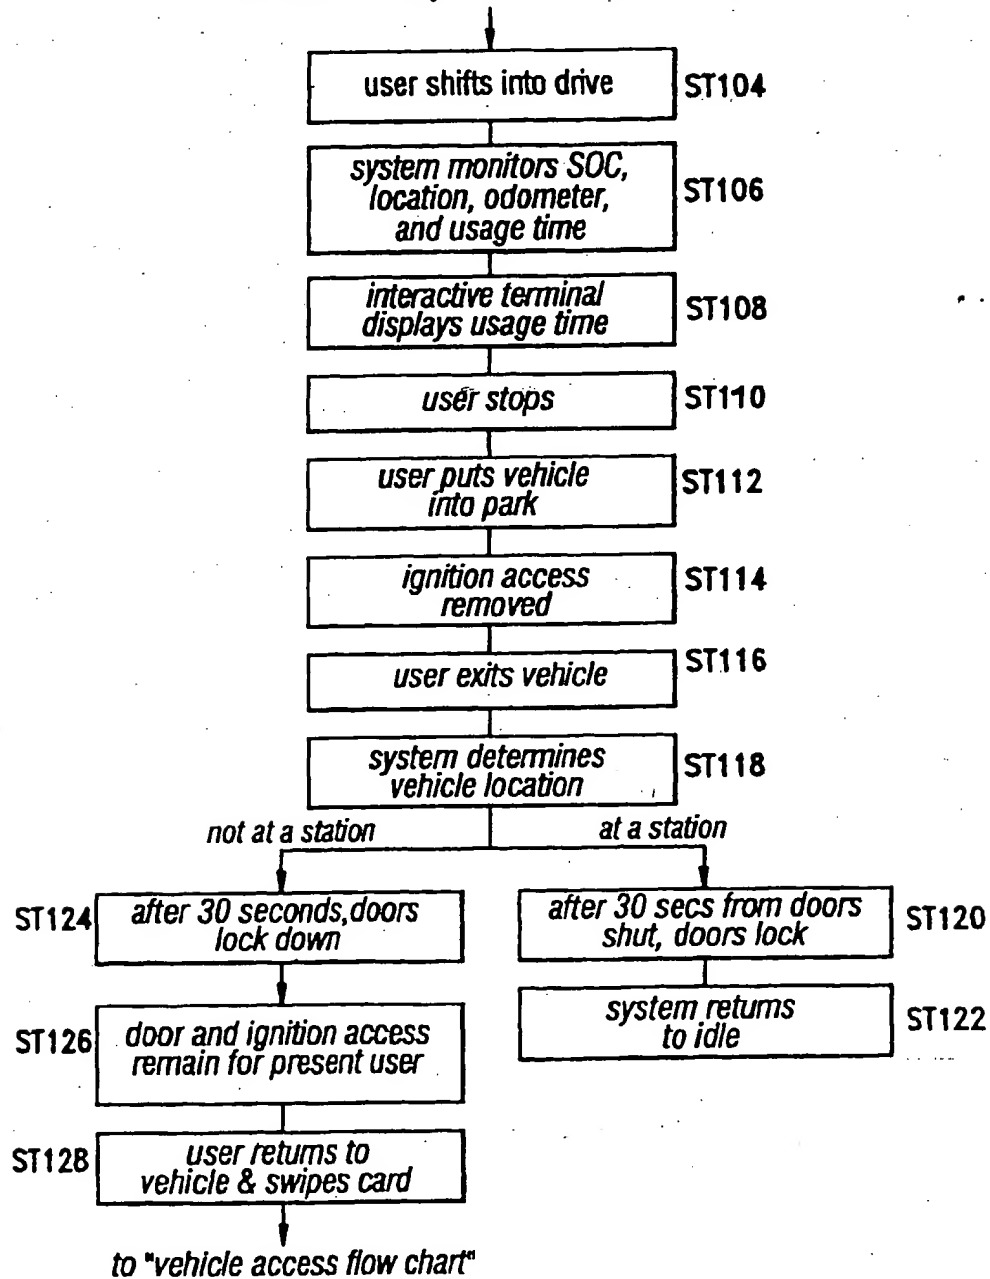 user shifts into drive
ST104
system monitors SOC,
location, odometer,
and usage time
ST106
interactive terminal
displays usage time
ST108
user stops
ST110
user puts vehicle
into park
ST112
ignition access
removed
ST114
user exits vehicle
ST116
system determines
vehicle location
ST118
not at a station
at a station
ST124
after 30 seconds,doors
lock down
after 30 secs from doors
shut, doors lock
ST120
ST126
door and ignition access
remain for present user
system returns
to idle
ST122
ST128
user returns to
vehicle & swipes card
to "vehicle access flow chart"